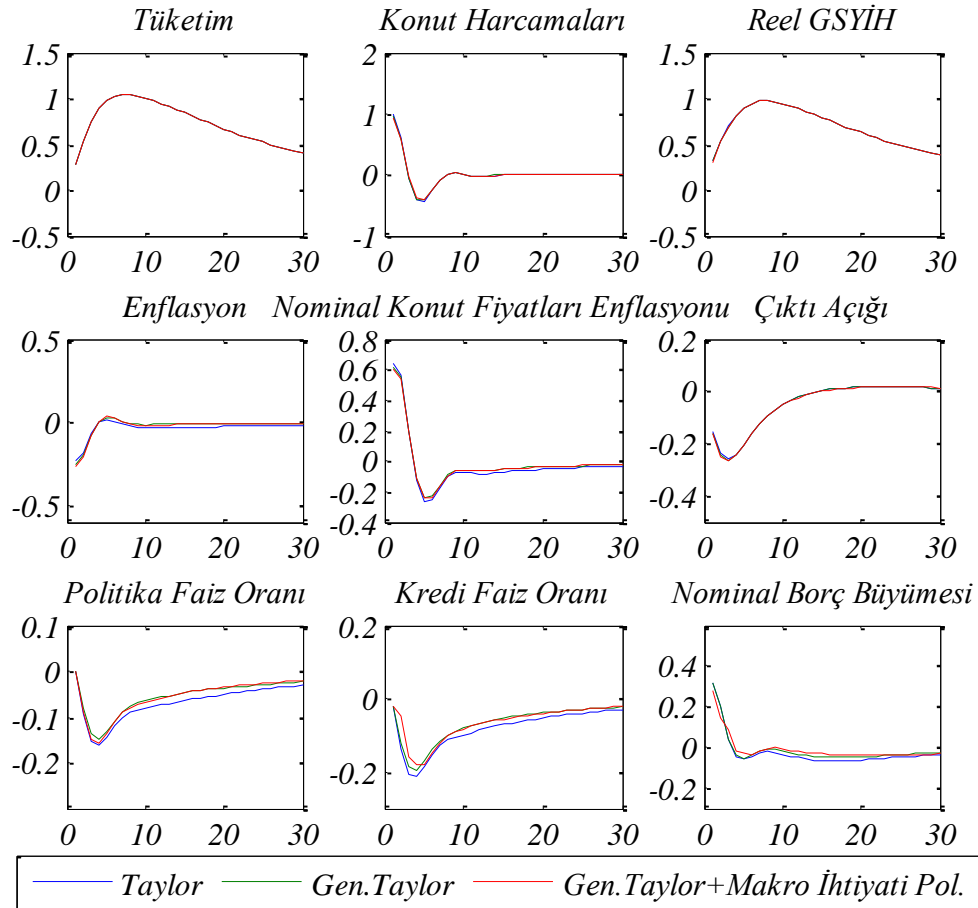 Tüketim
Konut Harcamaları
Reel GSYİH
1.5
1
0.5
0
-0.5
0 10 20 30
2
1
0
-1
0 10 20 30
1.5
1
0.5
0
-0.5
0 10 20 30
Enflasyon
Nominal Konut Fiyatları Enflasyonu
Çıktı Açığı
0.5
0
-0.5
0 10 20 30
0.8
0.6
0.4
0.2
0
-0.2
-0.4
0 10 20 30
0.2
0
-0.2
-0.4
0 10 20 30
Politika Faiz Oranı
Kredi Faiz Oranı
Nominal Borç Büyümesi
0.1
0
-0.1
-0.2
0 10 20 30
0.2
0
-0.2
0 10 20 30
0.4
0.2
0
-0.2
0 10 20 30
Taylor
Gen.Taylor
Gen.Taylor+Makro İhtiyati Pol.